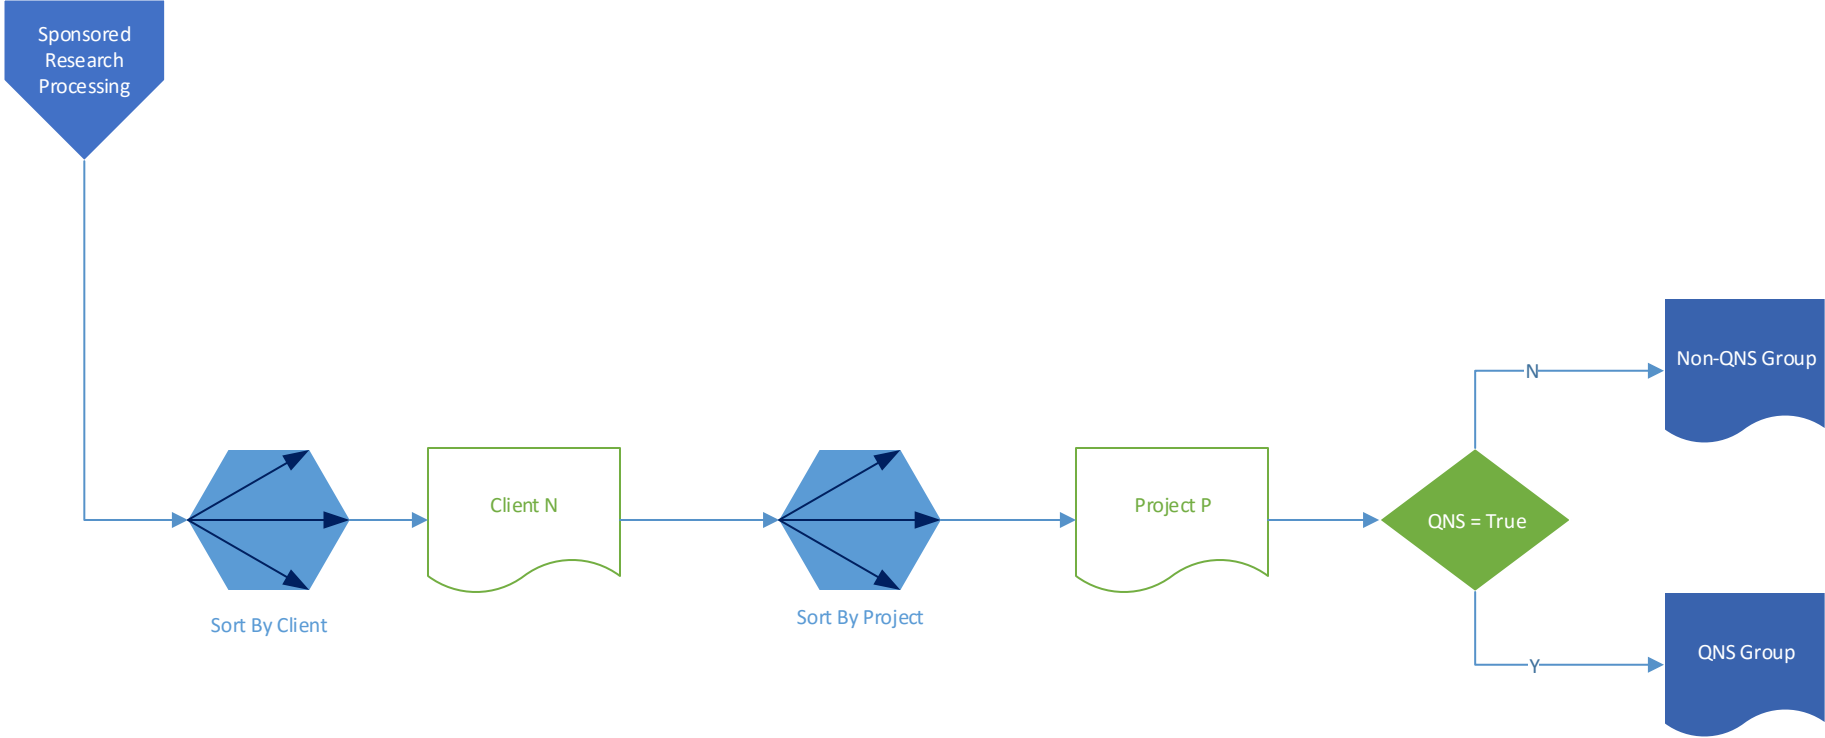 Sponsored
Research
Processing
Sort By Client
Client N
Sort By Project
Project P
QNS = True
N
Non-QNS Group
Y
QNS Group